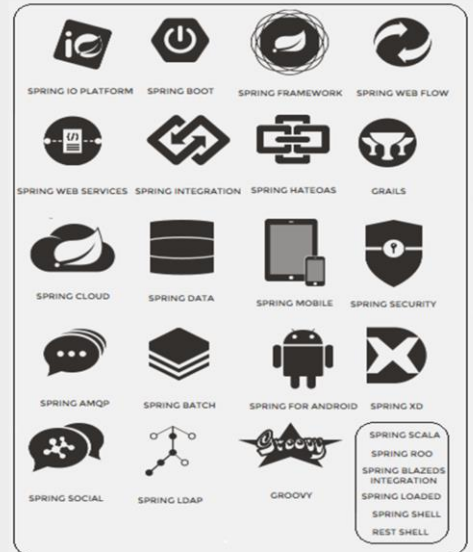 iO
SPRING IO PLATFORM
SPRING BOOT
SPRING FRAMEWORK
SPRING WEB FLOW
SPRING WEB SERVICES
SPRING INTEGRATION
SPRING HATEOAS
GRAILS
SPRING CLOUD
SPRING DATA
SPRING MOBILE
SPRING SECURITY
SPRING AMQP
SPRING BATCH
SPRING FOR ANDROID
XD
SPRING XD
SPRING SOCIAL
SPRING LDAP
Groovy
GROOVY
SPRING SCALA
SPRING ROO
SPRING BLAZEDS
INTEGRATION
SPRING LOADED
SPRING SHELL
REST SHELL